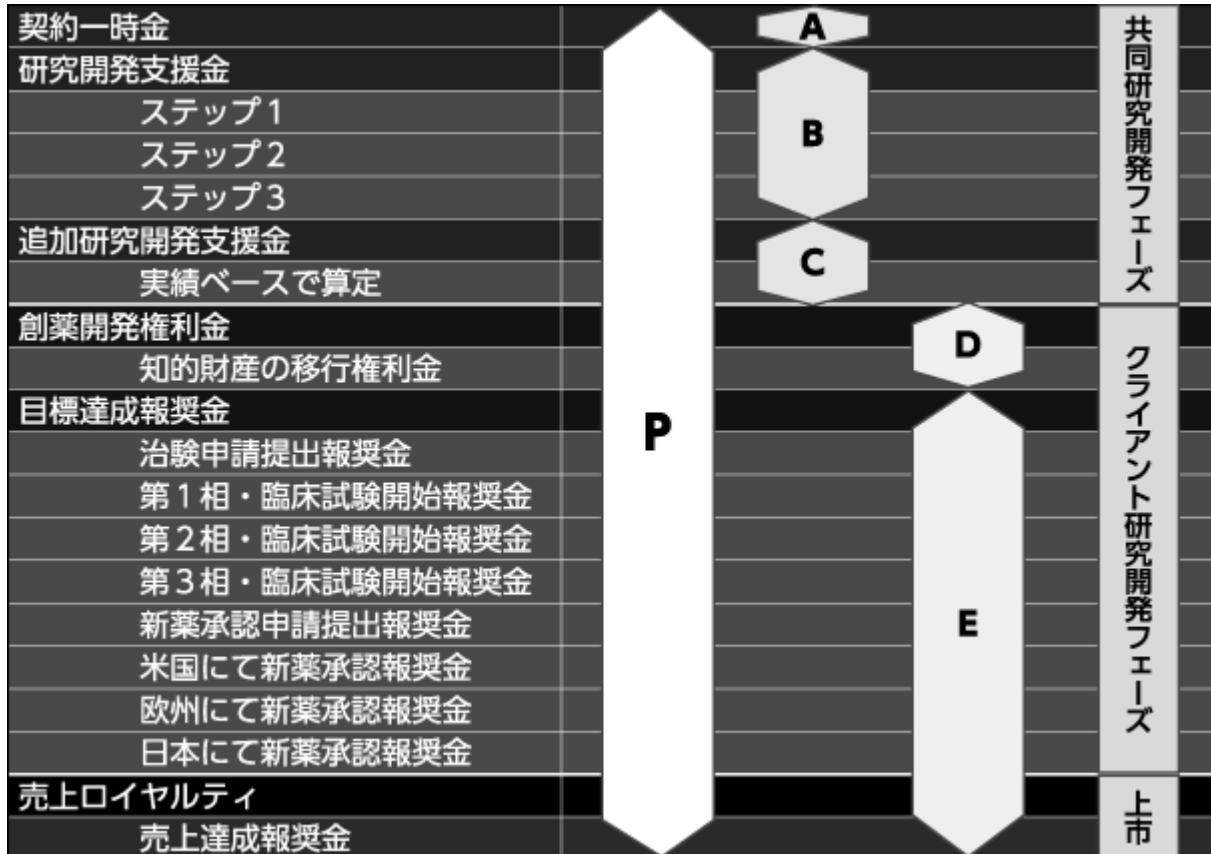 契約一時金
研究開発支援金
ステップ1
ステップ2
ステップ3
追加研究開発支援金
実績ベースで算定
創薬開発権利金
知的財産の移行権利金
目標達成報奨金
治験申請提出報奨金
第1相・臨床試験開始報奨金
第2相・臨床試験開始報奨金
第3相・臨床試験開始報奨金
新薬承認申請提出報奨金
米国にて新薬承認報奨金
欧州にて新薬承認報奨金
日本にて新薬承認報奨金
売上ロイヤルティ
売上達成報奨金
P
A
B
C
D
E
共同研究開発フェーズ
クライアント研究開発フェーズ
上市